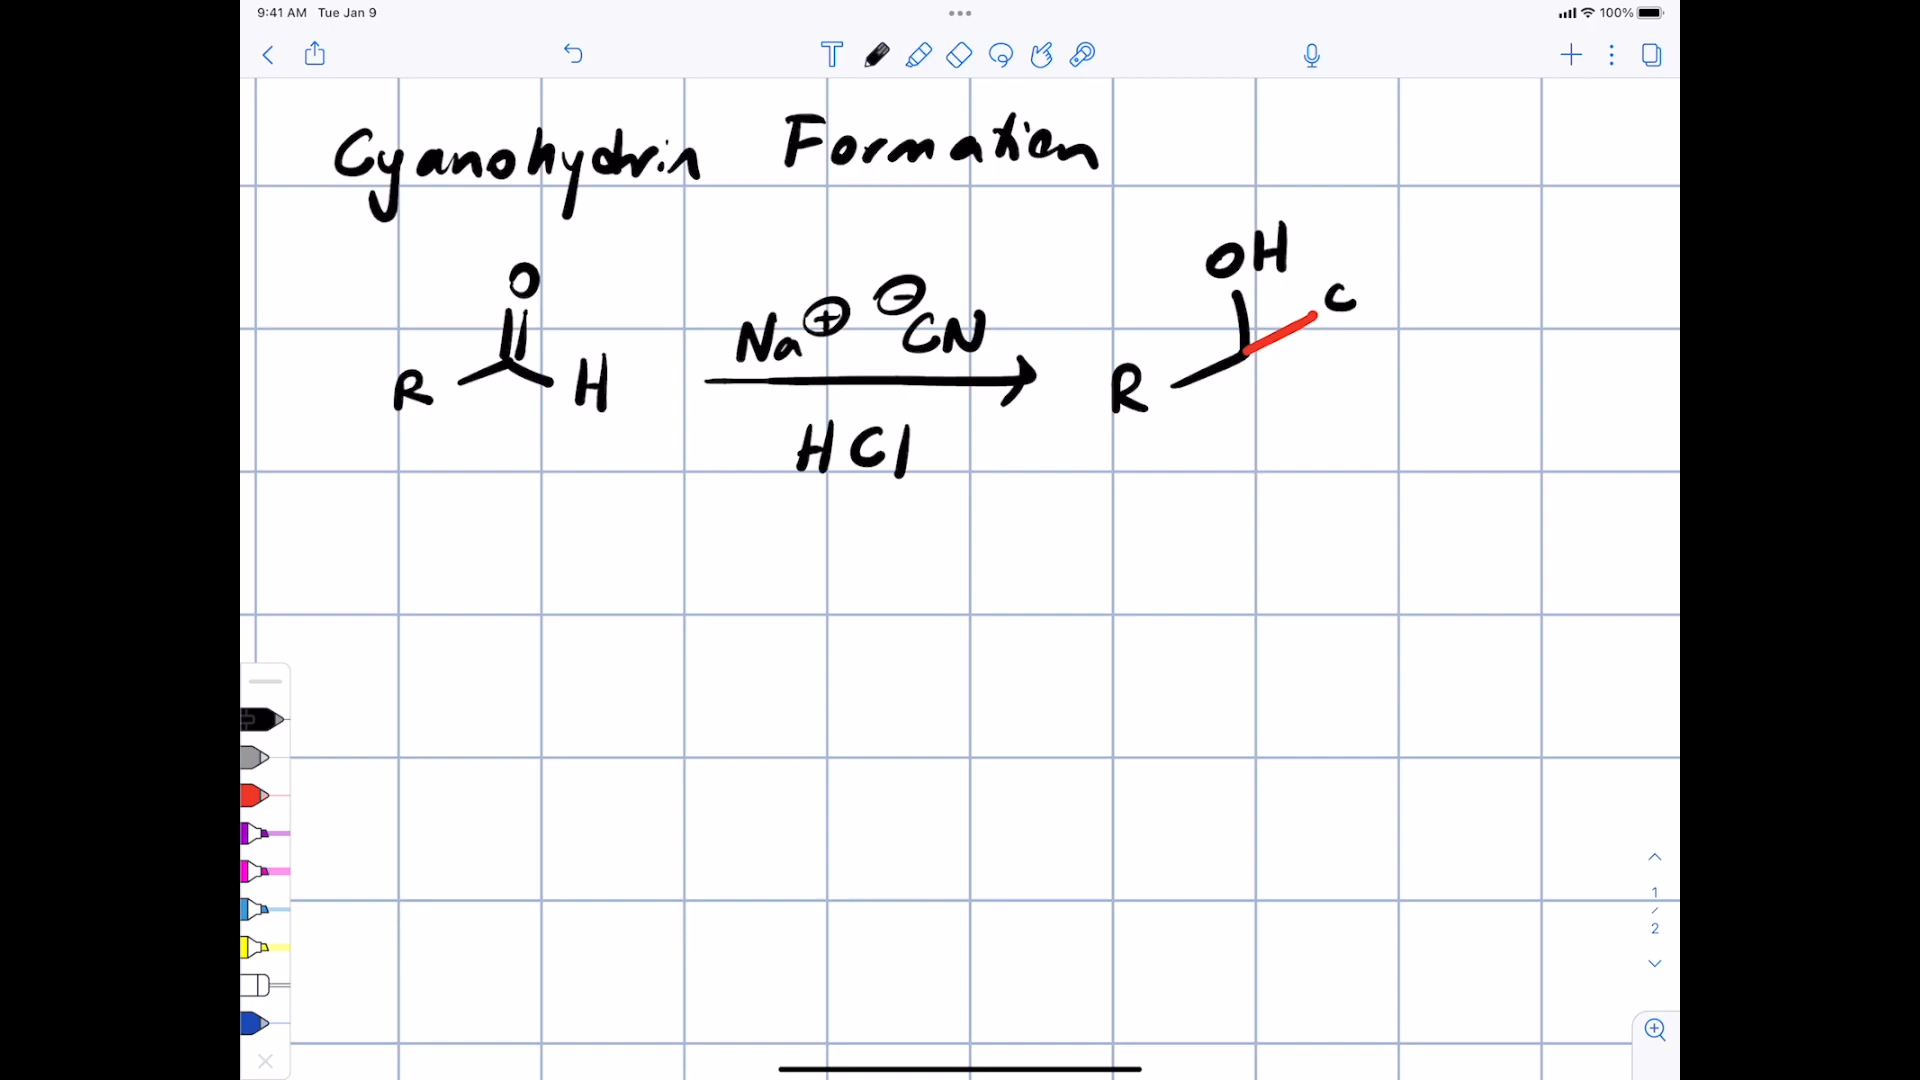 9:41 AM Tue Jan 9
100%
T
Cyanohydrin Formation
O
R H
Na⊕ ⊖CN
HCl
OH
C
R
1
/
2